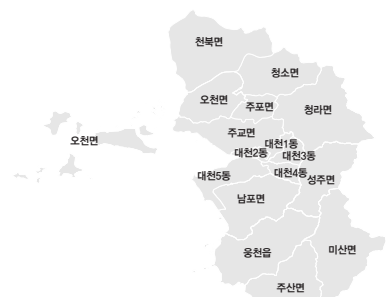 천북면
청소면
오천면
주포면
청라면
주교면
오천면
대천1동
대천2동
대천3동
대천5동
대천4동
성주면
남포면
웅천읍
미산면
주산면